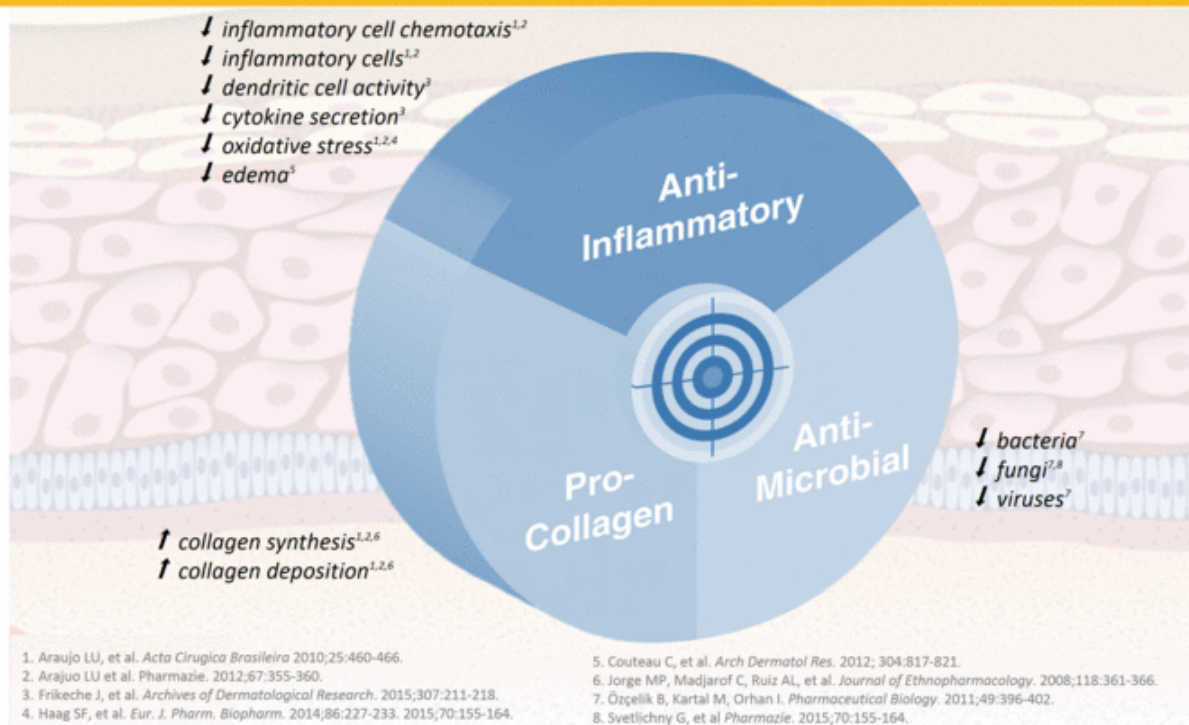 ↓ inflammatory cell chemotaxis1,2
↓ inflammatory cells1,2
↓ dendritic cell activity3
↓ cytokine secretion3
↓ oxidative stress1,2,4
↓ edema5
Anti-
Inflammatory
Anti-
Microbial
↓ bacteria7
↓ fungi7,8
↓ viruses7
Pro-
Collagen
↑ collagen synthesis1,2,6
↑ collagen deposition1,2,6
1. Araujo LU, et al. Acta Cirugica Brasileira 2010;25:460-466.
2. Arajuo LU et al. Pharmazie. 2012;67:355-360.
3. Frikeche J, et al. Archives of Dermatological Research. 2015;307:211-218.
4. Haag SF, et al. Eur. J. Pharm. Biopharm. 2014;86:227-233. 2015;70:155-164.
5. Couteau C, et al. Arch Dermatol Res. 2012; 304:817-821.
6. Jorge MP, Madjarof C, Ruiz AL, et al. Journal of Ethnopharmacology. 2008;118:361-366.
7. Özçelik B, Kartal M, Orhan I. Pharmaceutical Biology. 2011;49:396-402.
8. Svetlichny G, et al Pharmazie. 2015;70:155-164.